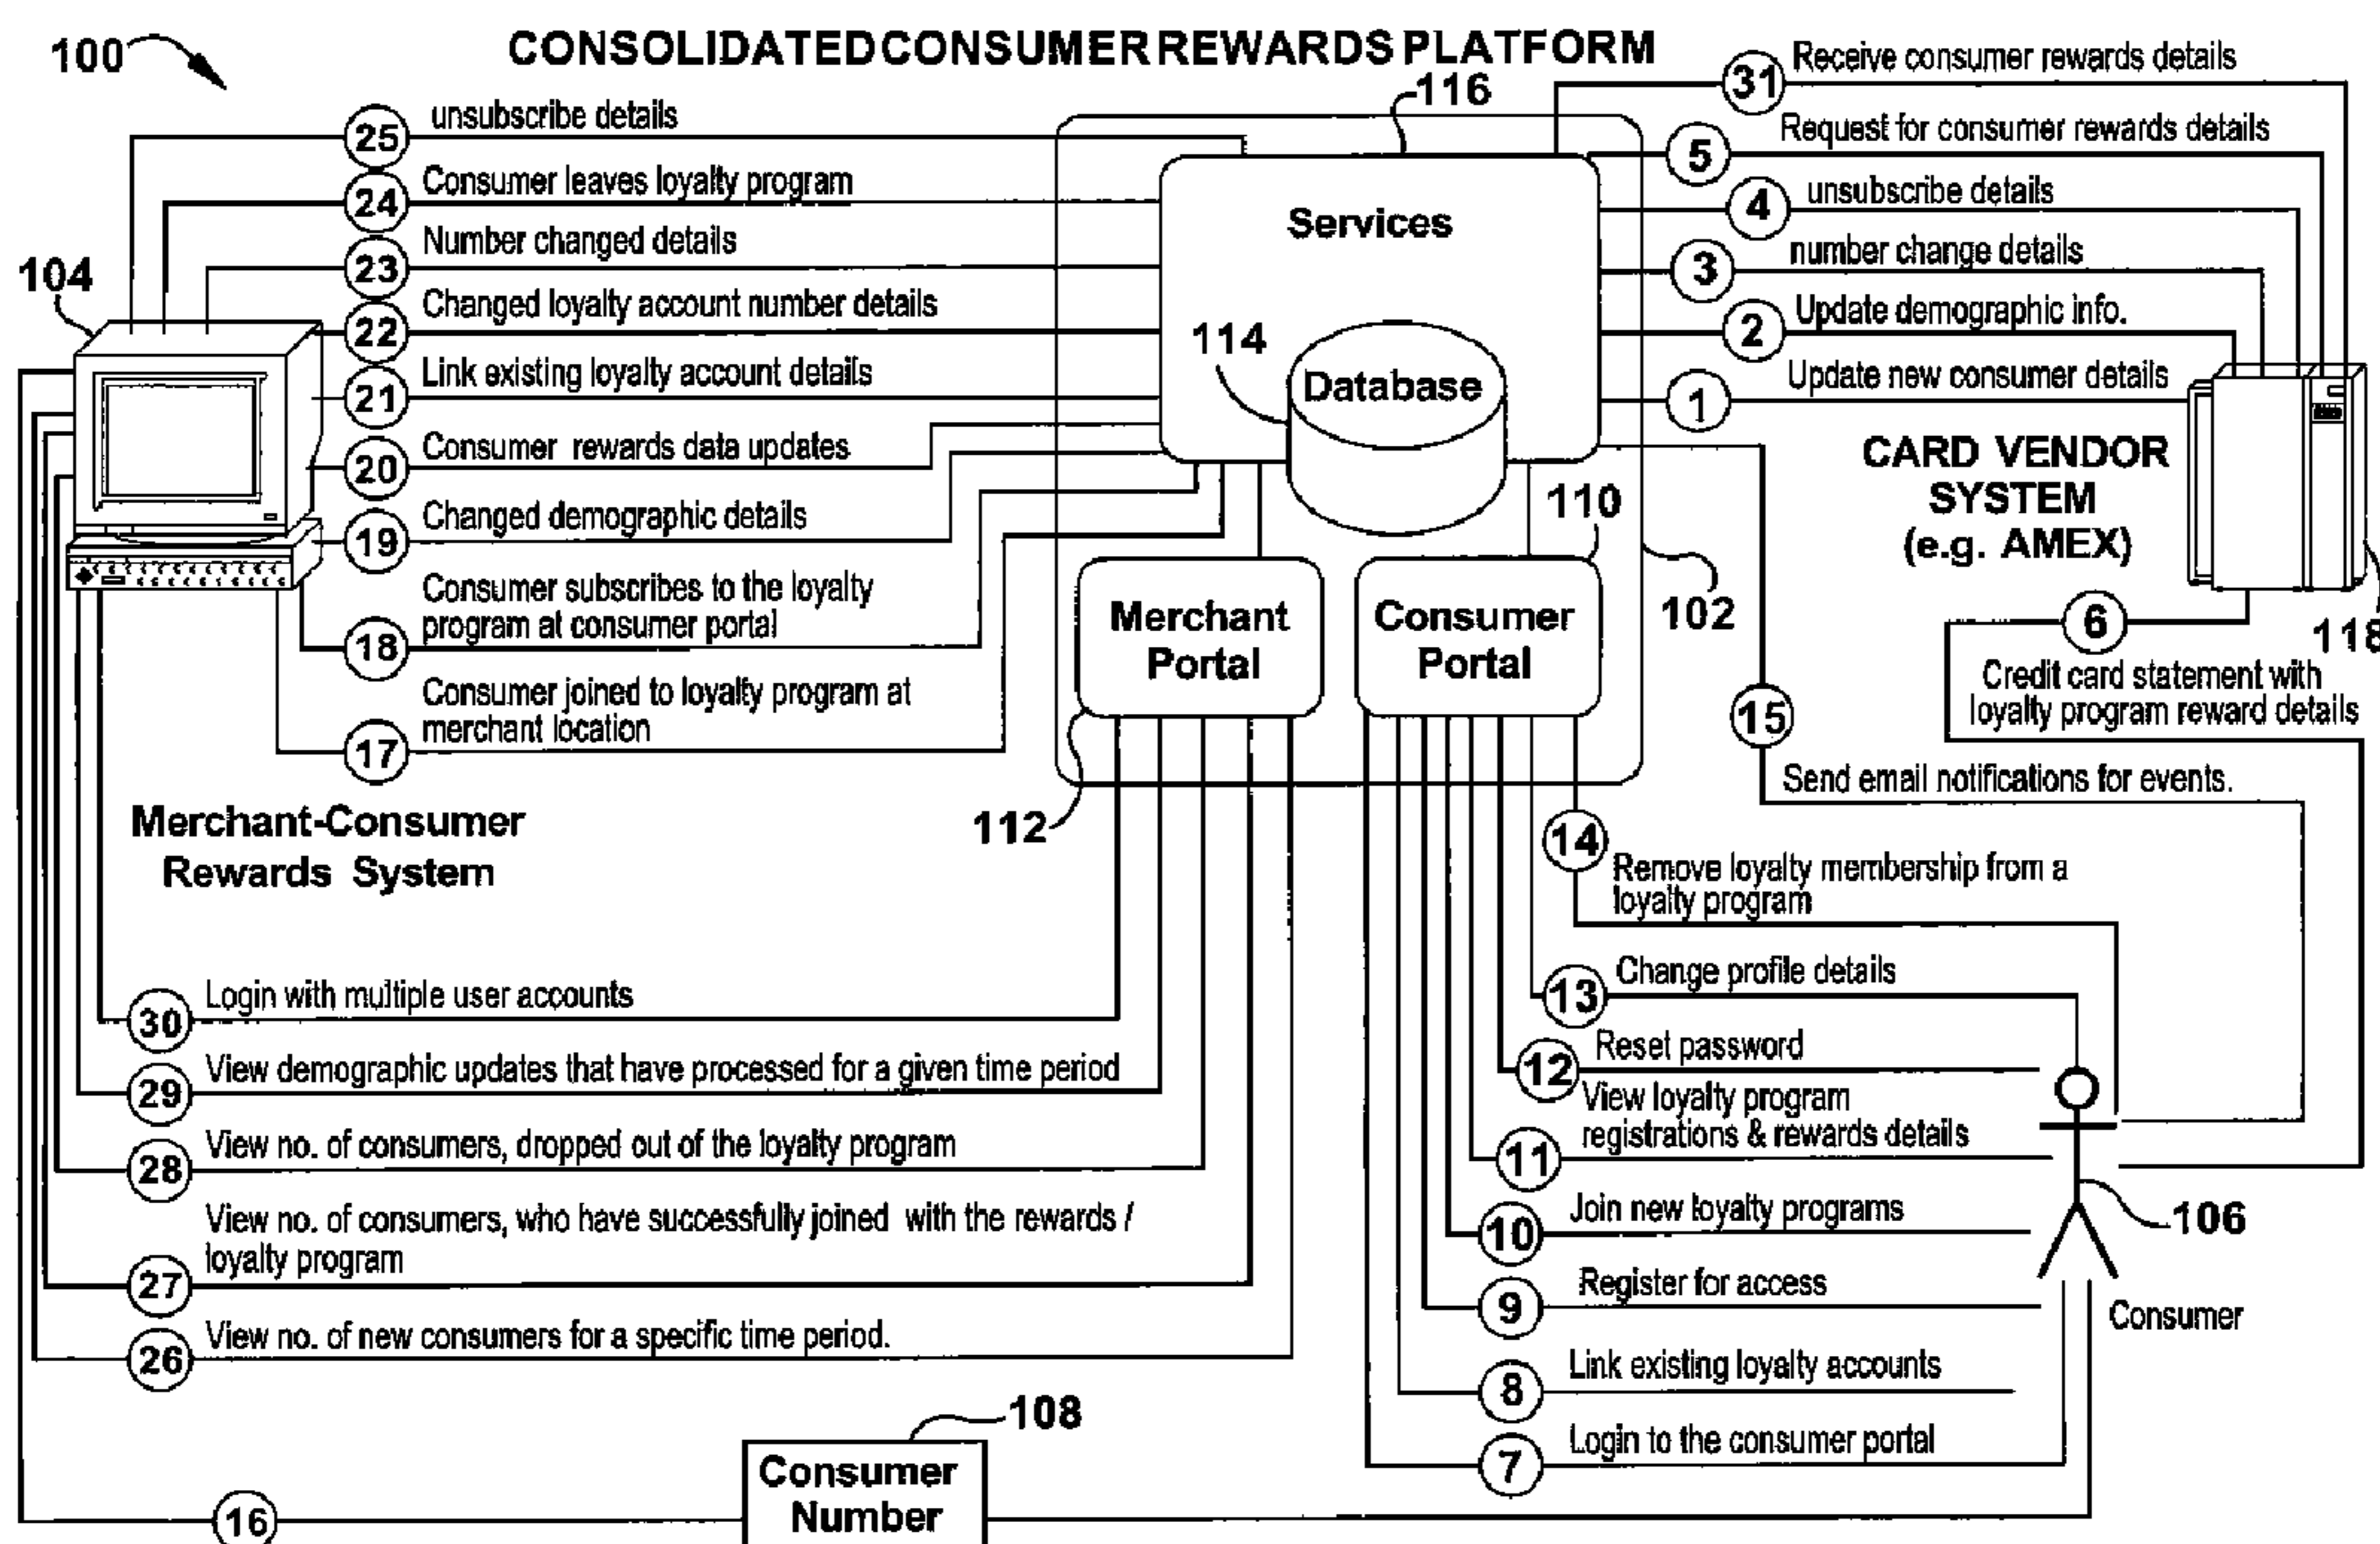 100
CONSOLIDATED CONSUMER REWARDS PLATFORM
116
31 Receive consumer rewards details
5 Request for consumer rewards details
4 unsubscribe details
3 number change details
2 Update demographic info.
1 Update new consumer details
25 unsubscribe details
24 Consumer leaves loyalty program
23 Number changed details
22 Changed loyalty account number details
21 Link existing loyalty account details
20 Consumer rewards data updates
19 Changed demographic details
18 Consumer subscribes to the loyalty
program at consumer portal
17 Consumer joined to loyalty program at
merchant location
104
Merchant-Consumer
Rewards System
Services
114
Database
110
Merchant
Portal
Consumer
Portal
102
112
CARD VENDOR
SYSTEM
(e.g. AMEX)
118
6
Credit card statement with
loyalty program reward details
15
Send email notifications for events.
14
Remove loyalty membership from a
loyalty program
13 Change profile details
12 Reset password
11 View loyalty program
registrations & rewards details
10 Join new loyalty programs
9 Register for access
8 Link existing loyalty accounts
7 Login to the consumer portal
106
Consumer
30 Login with multiple user accounts
29 View demographic updates that have processed for a given time period
28 View no. of consumers, dropped out of the loyalty program
27 View no. of consumers, who have successfully joined with the rewards /
loyalty program
26 View no. of new consumers for a specific time period.
108
16
Consumer
Number